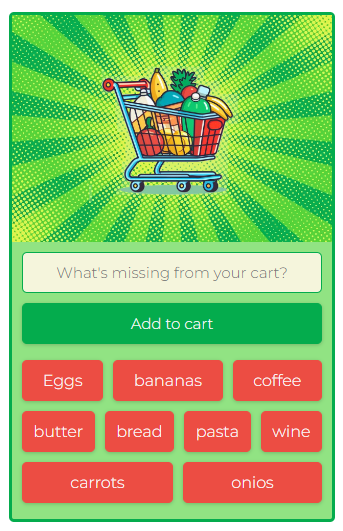 What's missing from your cart?
Add to cart
Eggs bananas coffee
butter bread pasta wine
carrots onios